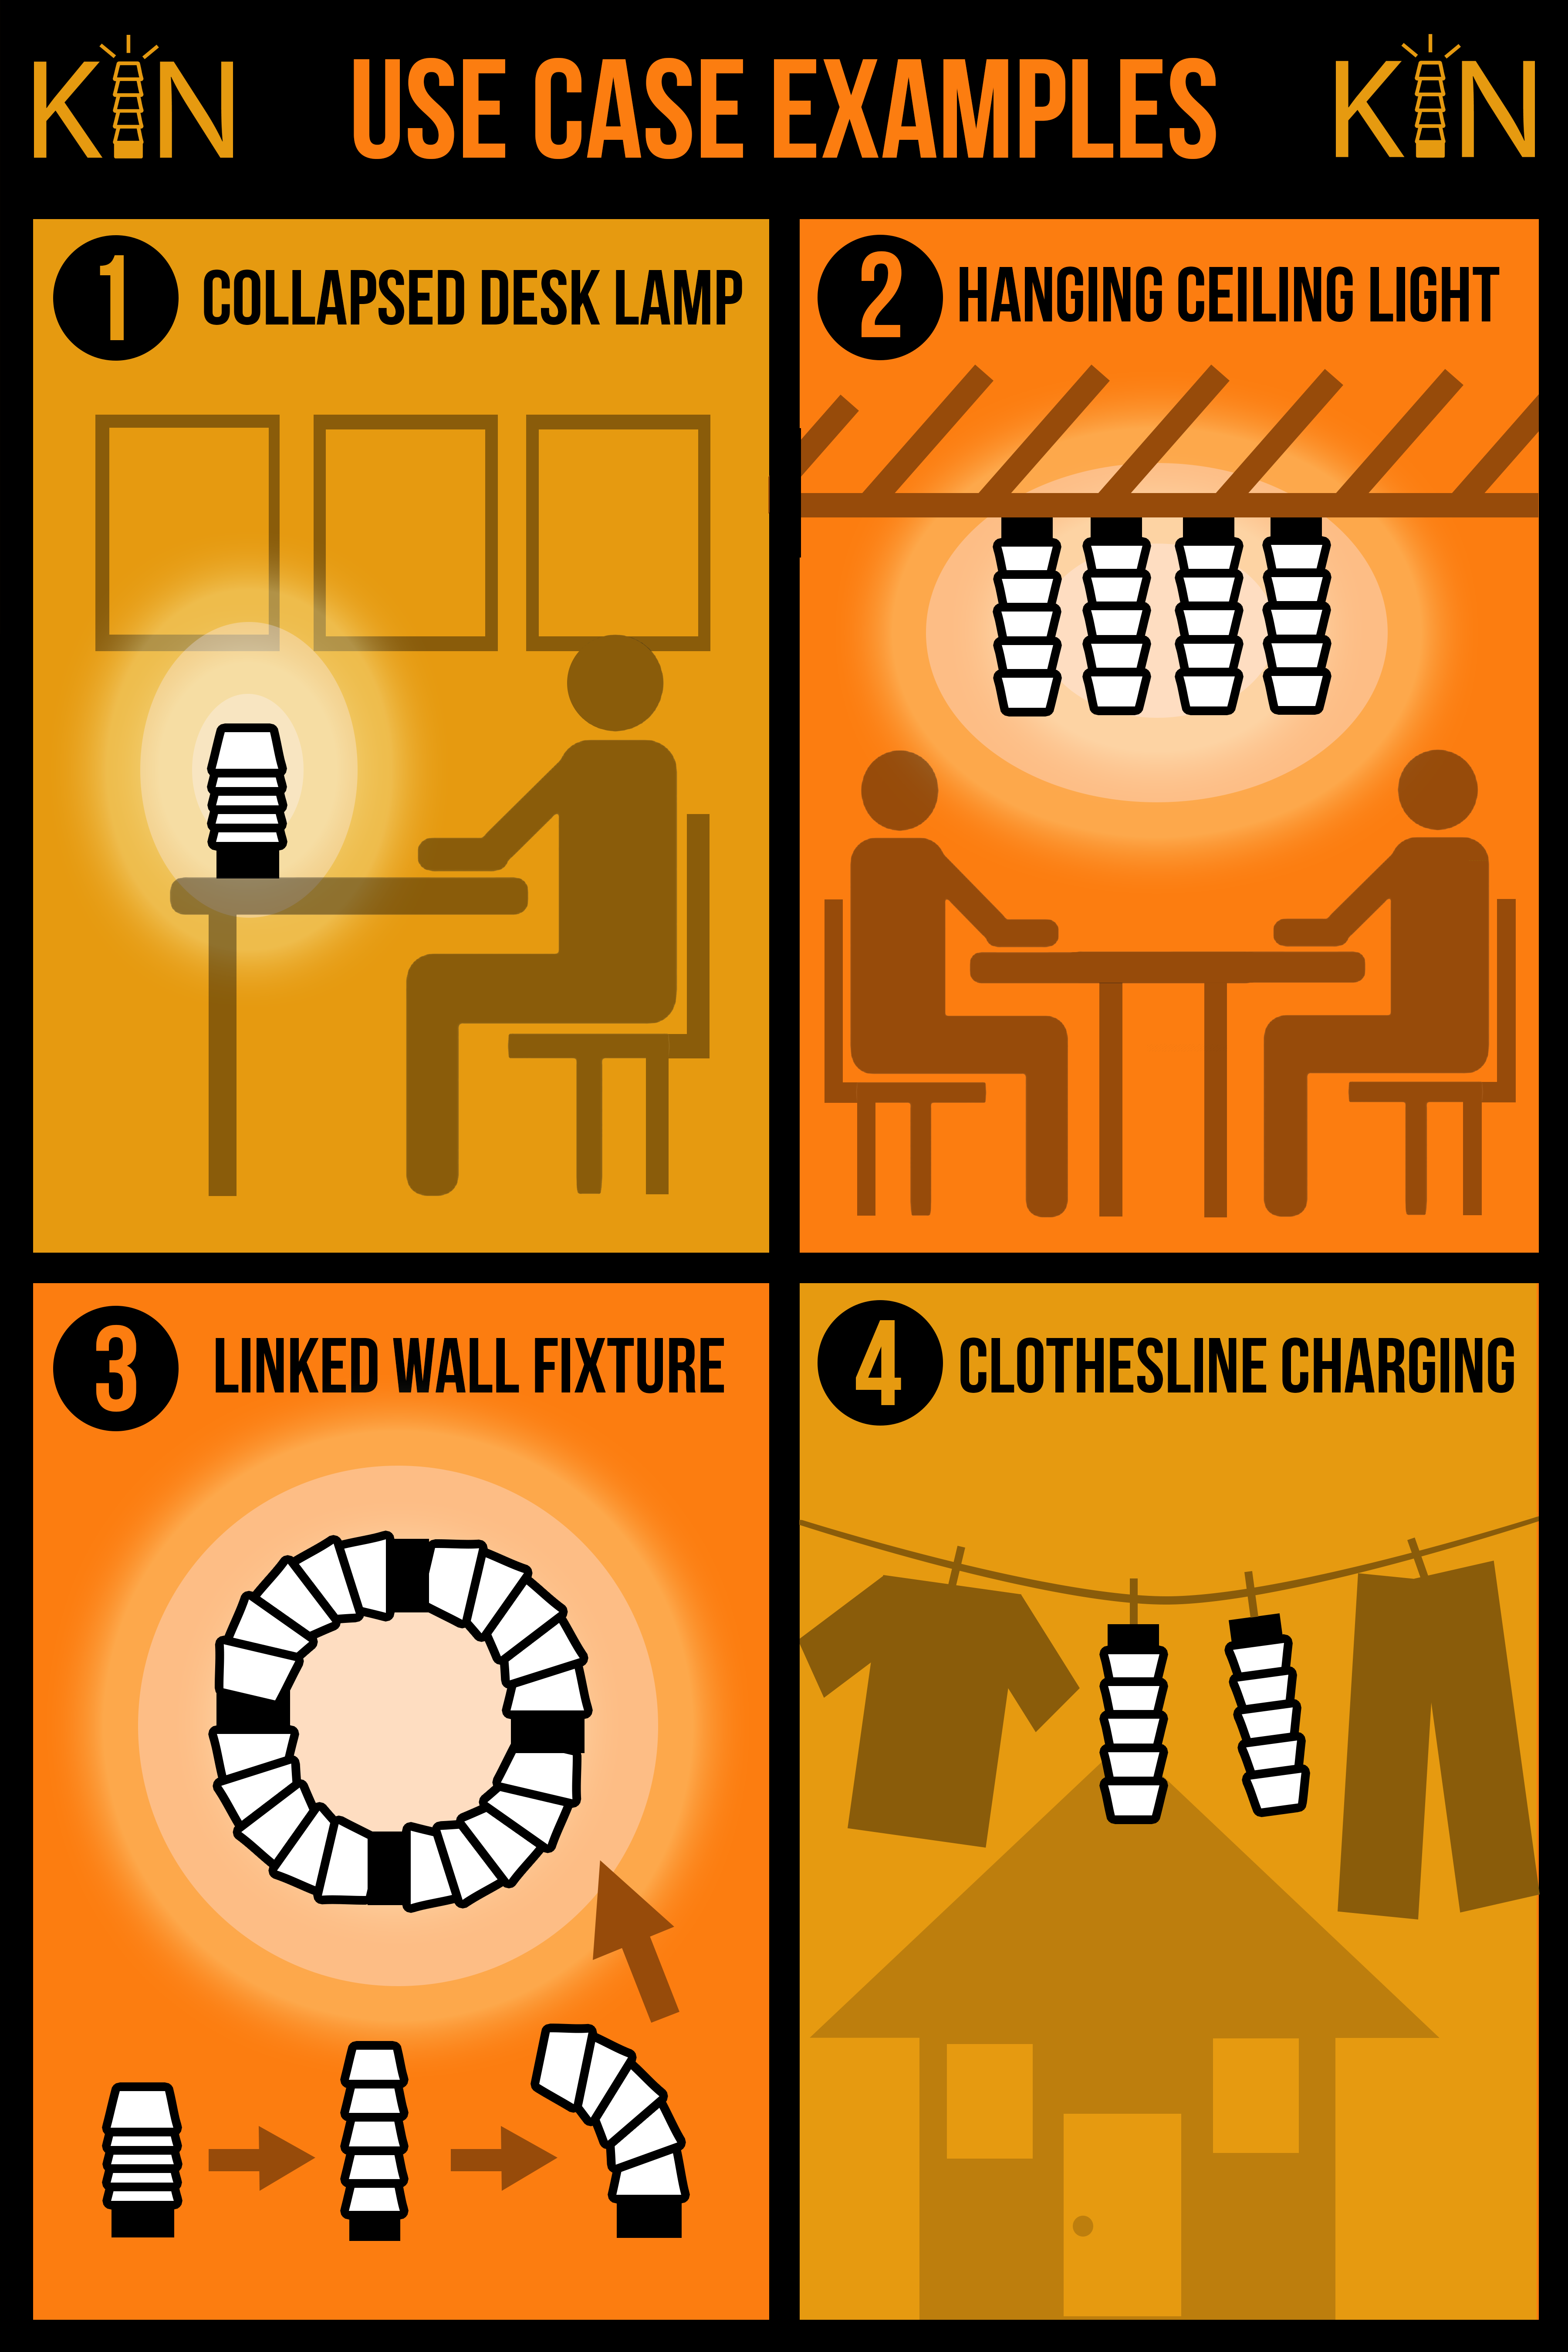 KIN USE CASE EXAMPLES KIN
1 COLLAPSED DESK LAMP
2 HANGING CEILING LIGHT
3 LINKED WALL FIXTURE
4 CLOTHESLINE CHARGING